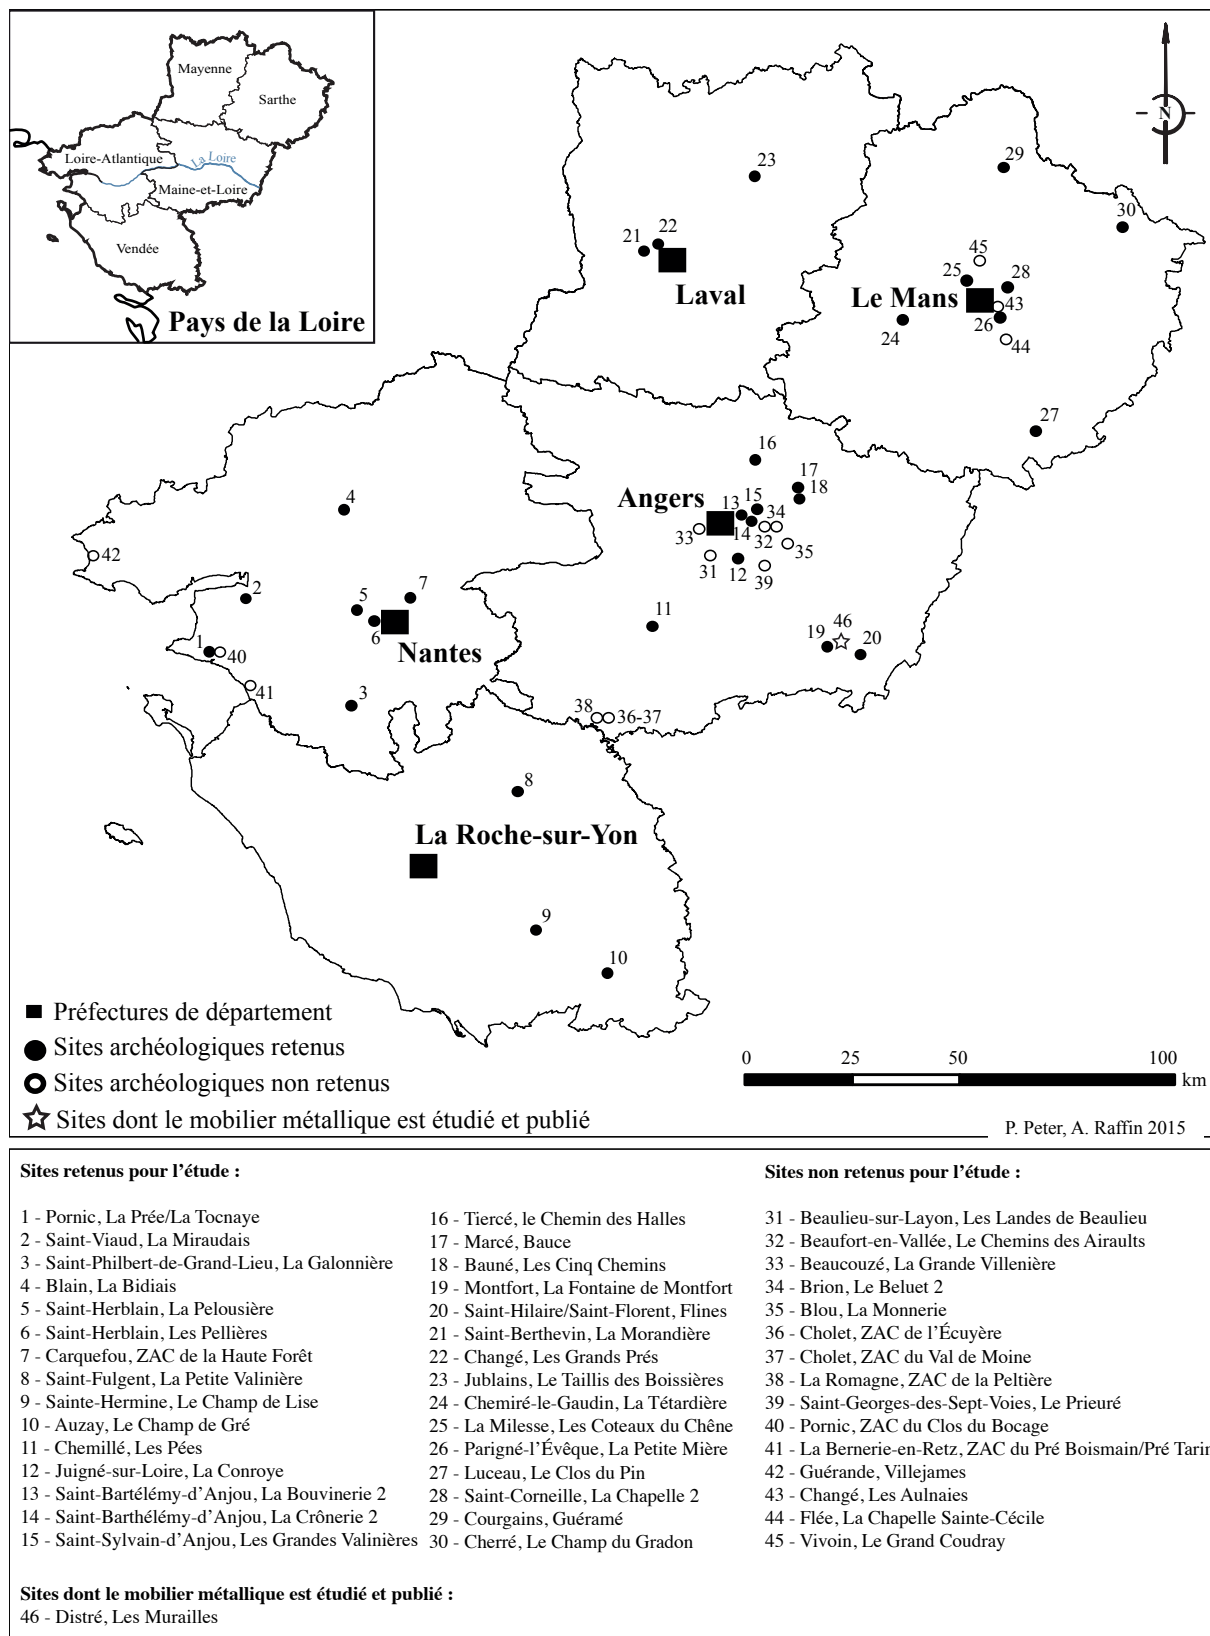 Mayenne
Sarthe
Loire-Atlantique
La Loire
Maine-et-Loire
Vendée
Pays de la Loire
N
23
29
30
22
21
45
25
28
Laval
Le Mans
43
26
24
44
27
16
17
18
4
Angers
13
15
34
33
14
32
35
42
31
12
39
2
5
7
11
6
46
19
20
Nantes
1
40
41
3
38
36-37
8
La Roche-sur-Yon
9
10
Préfectures de département
Sites archéologiques retenus
Sites archéologiques non retenus
Sites dont le mobilier métallique est étudié et publié
0 25 50 100
km
P. Peter, A. Raffin 2015
Sites retenus pour l'étude :
1 - Pornic, La Prée/La Tocnaye
2 - Saint-Viaud, La Miraudais
3 - Saint-Philbert-de-Grand-Lieu, La Galonnière
4 - Blain, La Bidiais
5 - Saint-Herblain, La Pelousière
6 - Saint-Herblain, Les Pellières
7 - Carquefou, ZAC de la Haute Forêt
8 - Saint-Fulgent, La Petite Valinière
9 - Sainte-Hermine, Le Champ de Lise
10 - Auzay, Le Champ de Gré
11 - Chemillé, Les Pées
12 - Juigné-sur-Loire, La Conroye
13 - Saint-Bartélémy-d'Anjou, La Bouvinerie 2
14 - Saint-Barthélémy-d'Anjou, La Crônerie 2
15 - Saint-Sylvain-d'Anjou, Les Grandes Valinières
16 - Tiercé, le Chemin des Halles
17 - Marcé, Bauce
18 - Bauné, Les Cinq Chemins
19 - Montfort, La Fontaine de Montfort
20 - Saint-Hilaire/Saint-Florent, Flines
21 - Saint-Berthevin, La Morandière
22 - Changé, Les Grands Prés
23 - Jublains, Le Taillis des Boissières
24 - Chemiré-le-Gaudin, La Tétardière
25 - La Milesse, Les Coteaux du Chêne
26 - Parigné-l'Évêque, La Petite Mière
27 - Luceau, Le Clos du Pin
28 - Saint-Corneille, La Chapelle 2
29 - Courgains, Guéramé
30 - Cherré, Le Champ du Gradon
Sites non retenus pour l'étude :
31 - Beaulieu-sur-Layon, Les Landes de Beaulieu
32 - Beaufort-en-Vallée, Le Chemins des Airaults
33 - Beaucouzé, La Grande Villenière
34 - Brion, Le Beluet 2
35 - Blou, La Monnerie
36 - Cholet, ZAC de l'Écuyère
37 - Cholet, ZAC du Val de Moine
38 - La Romagne, ZAC de la Peltière
39 - Saint-Georges-des-Sept-Voies, Le Prieuré
40 - Pornic, ZAC du Clos du Bocage
41 - La Bernerie-en-Retz, ZAC du Pré Boismain/Pré Tarin
42 - Guérande, Villejames
43 - Changé, Les Aulnaies
44 - Flée, La Chapelle Sainte-Cécile
45 - Vivoin, Le Grand Coudray
Sites dont le mobilier métallique est étudié et publié :
46 - Distré, Les Murailles